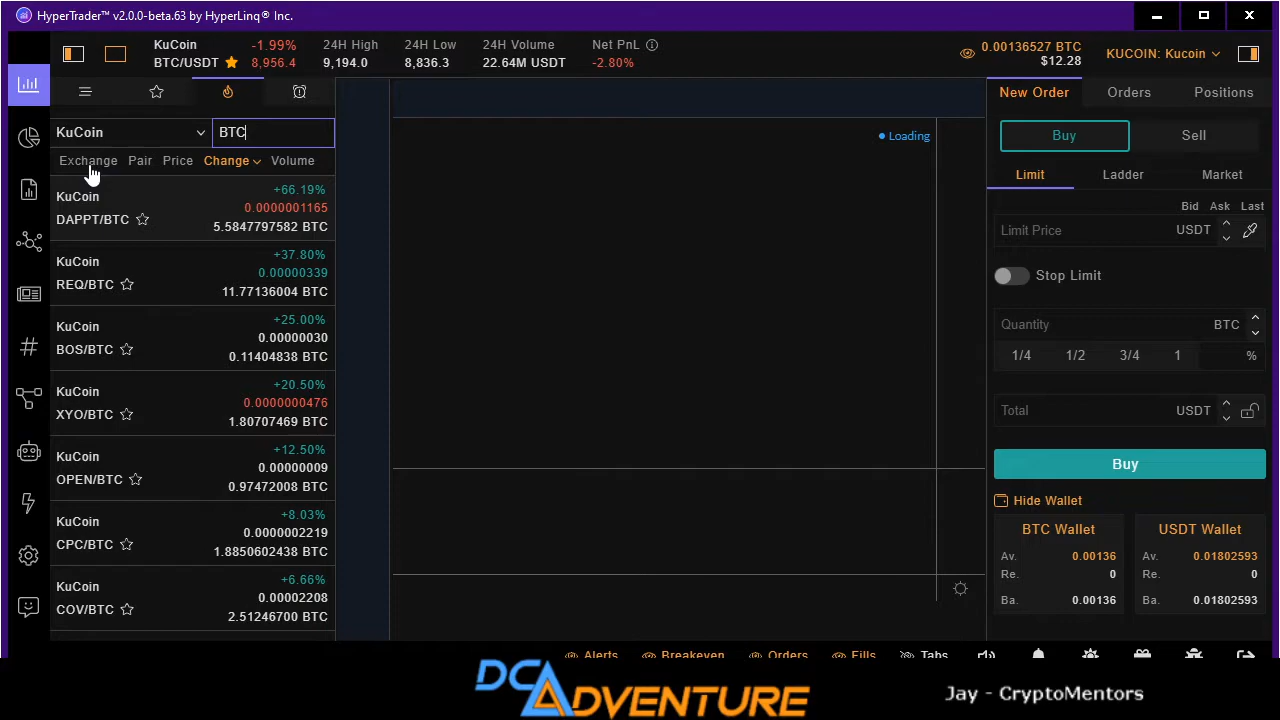 HyperTrader™ v2.0.0-beta.63 by HyperLinq® Inc.
KuCoin -1.99% 24H High 24H Low 24H Volume Net PnL
BTC/USDT 8,956.4 9,194.0 8,836.3 22.64M USDT -2.80%
0.00136527 BTC
$12.28
KUCOIN: Kucoin
KuCoin BTC
Exchange Pair Price Change Volume
KuCoin
DAPPT/BTC
+66.19%
0.0000001165
5.5847797582 BTC
KuCoin
REQ/BTC
+37.80%
0.00000339
11.77136004 BTC
KuCoin
BOS/BTC
+25.00%
0.00000030
0.11404838 BTC
KuCoin
XYO/BTC
+20.50%
0.0000000476
1.80707469 BTC
KuCoin
OPEN/BTC
+12.50%
0.00000009
0.97472008 BTC
KuCoin
CPC/BTC
+8.03%
0.0000002219
1.8850602438 BTC
KuCoin
COV/BTC
+6.66%
0.00002208
2.51246700 BTC
Loading
New Order Orders Positions
Buy Sell
Limit Ladder Market
Bid Ask Last
Limit Price USDT
Stop Limit
Quantity BTC
1/4 1/2 3/4 1 %
Total USDT
Buy
Hide Wallet
BTC Wallet
Av. 0.00136
Re. 0
Ba. 0.00136
USDT Wallet
Av. 0.01802593
Re. 0
Ba. 0.01802593
Alerts Breakeven Orders Fills Tabs
DCADVENTURE
Jay - CryptoMentors